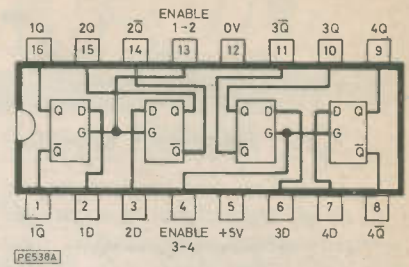 ENABLE
1Q 2Q 2Q̅ 1-2 0V 3Q̅ 3Q 4Q
16 15 14 13 12 11 10 9
Q D D Q Q D D Q
G G G G
Q̅ Q̅ Q̅ Q̅
1 2 3 4 5 6 7 8
1Q̅ 1D 2D ENABLE +5V 3D 4D 4Q̅
3-4
PE538A